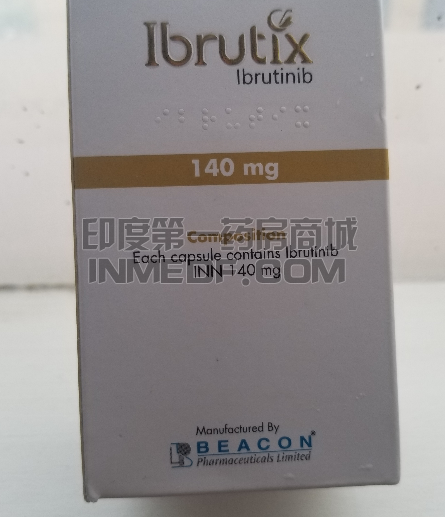 Ibrutix
Ibrutinib
140 mg
印度第一药房商城
Composition
Each capsule contains Ibrutinib
INMEDF.COM
INN 140 mg
Manufactured By
BEACON
Pharmaceuticals Limited